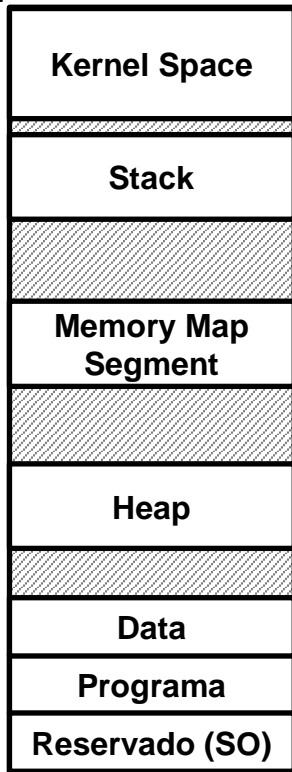 Kernel Space
Stack
Memory Map
Segment
Heap
Data
Programa
Reservado (SO)